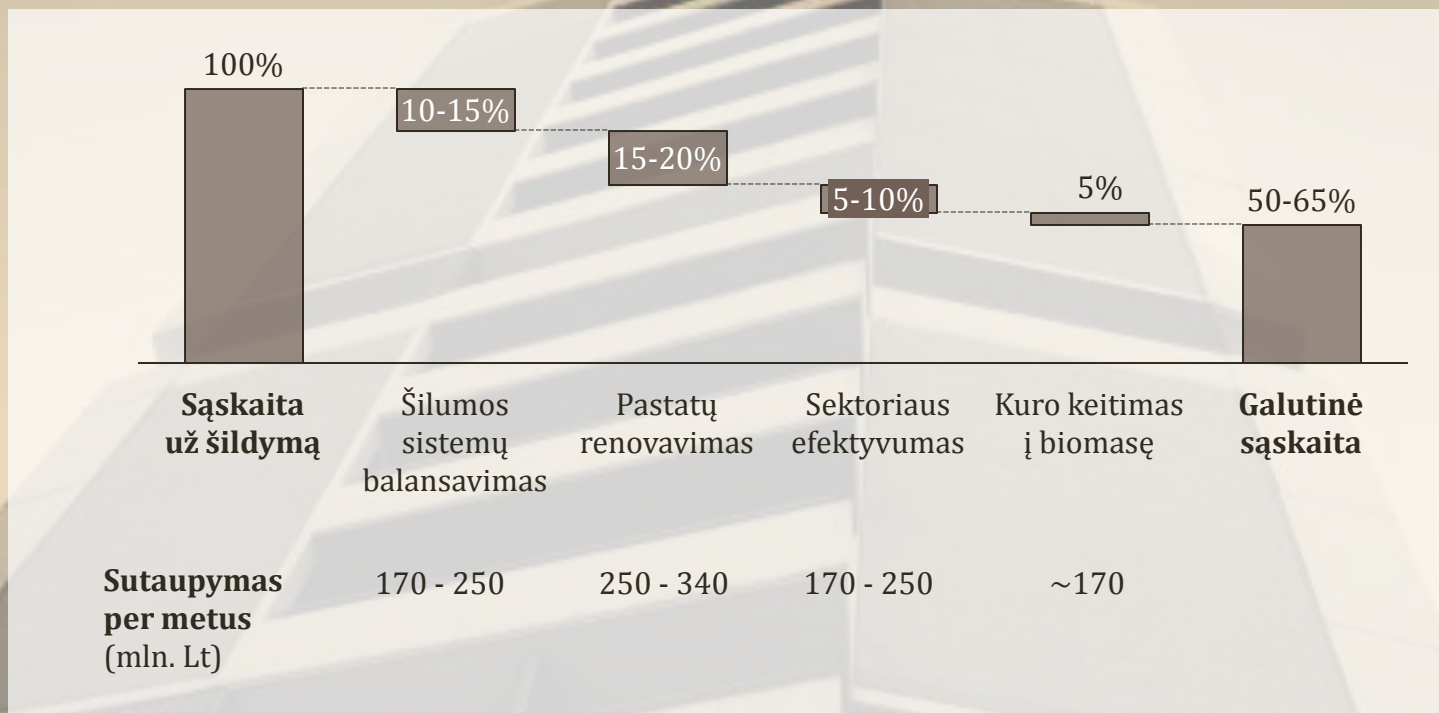 100%
10-15%
15-20%
5-10%
5%
50-65%
Sąskaita
už šildymą
Šilumos
sistemų
balansavimas
Pastatų
renovavimas
Sektoriaus
efektyvumas
Kuro keitimas
į biomasę
Galutinė
sąskaita
Sutaupymas
per metus
(mln. Lt)
170 - 250
250 - 340
170 - 250
~170